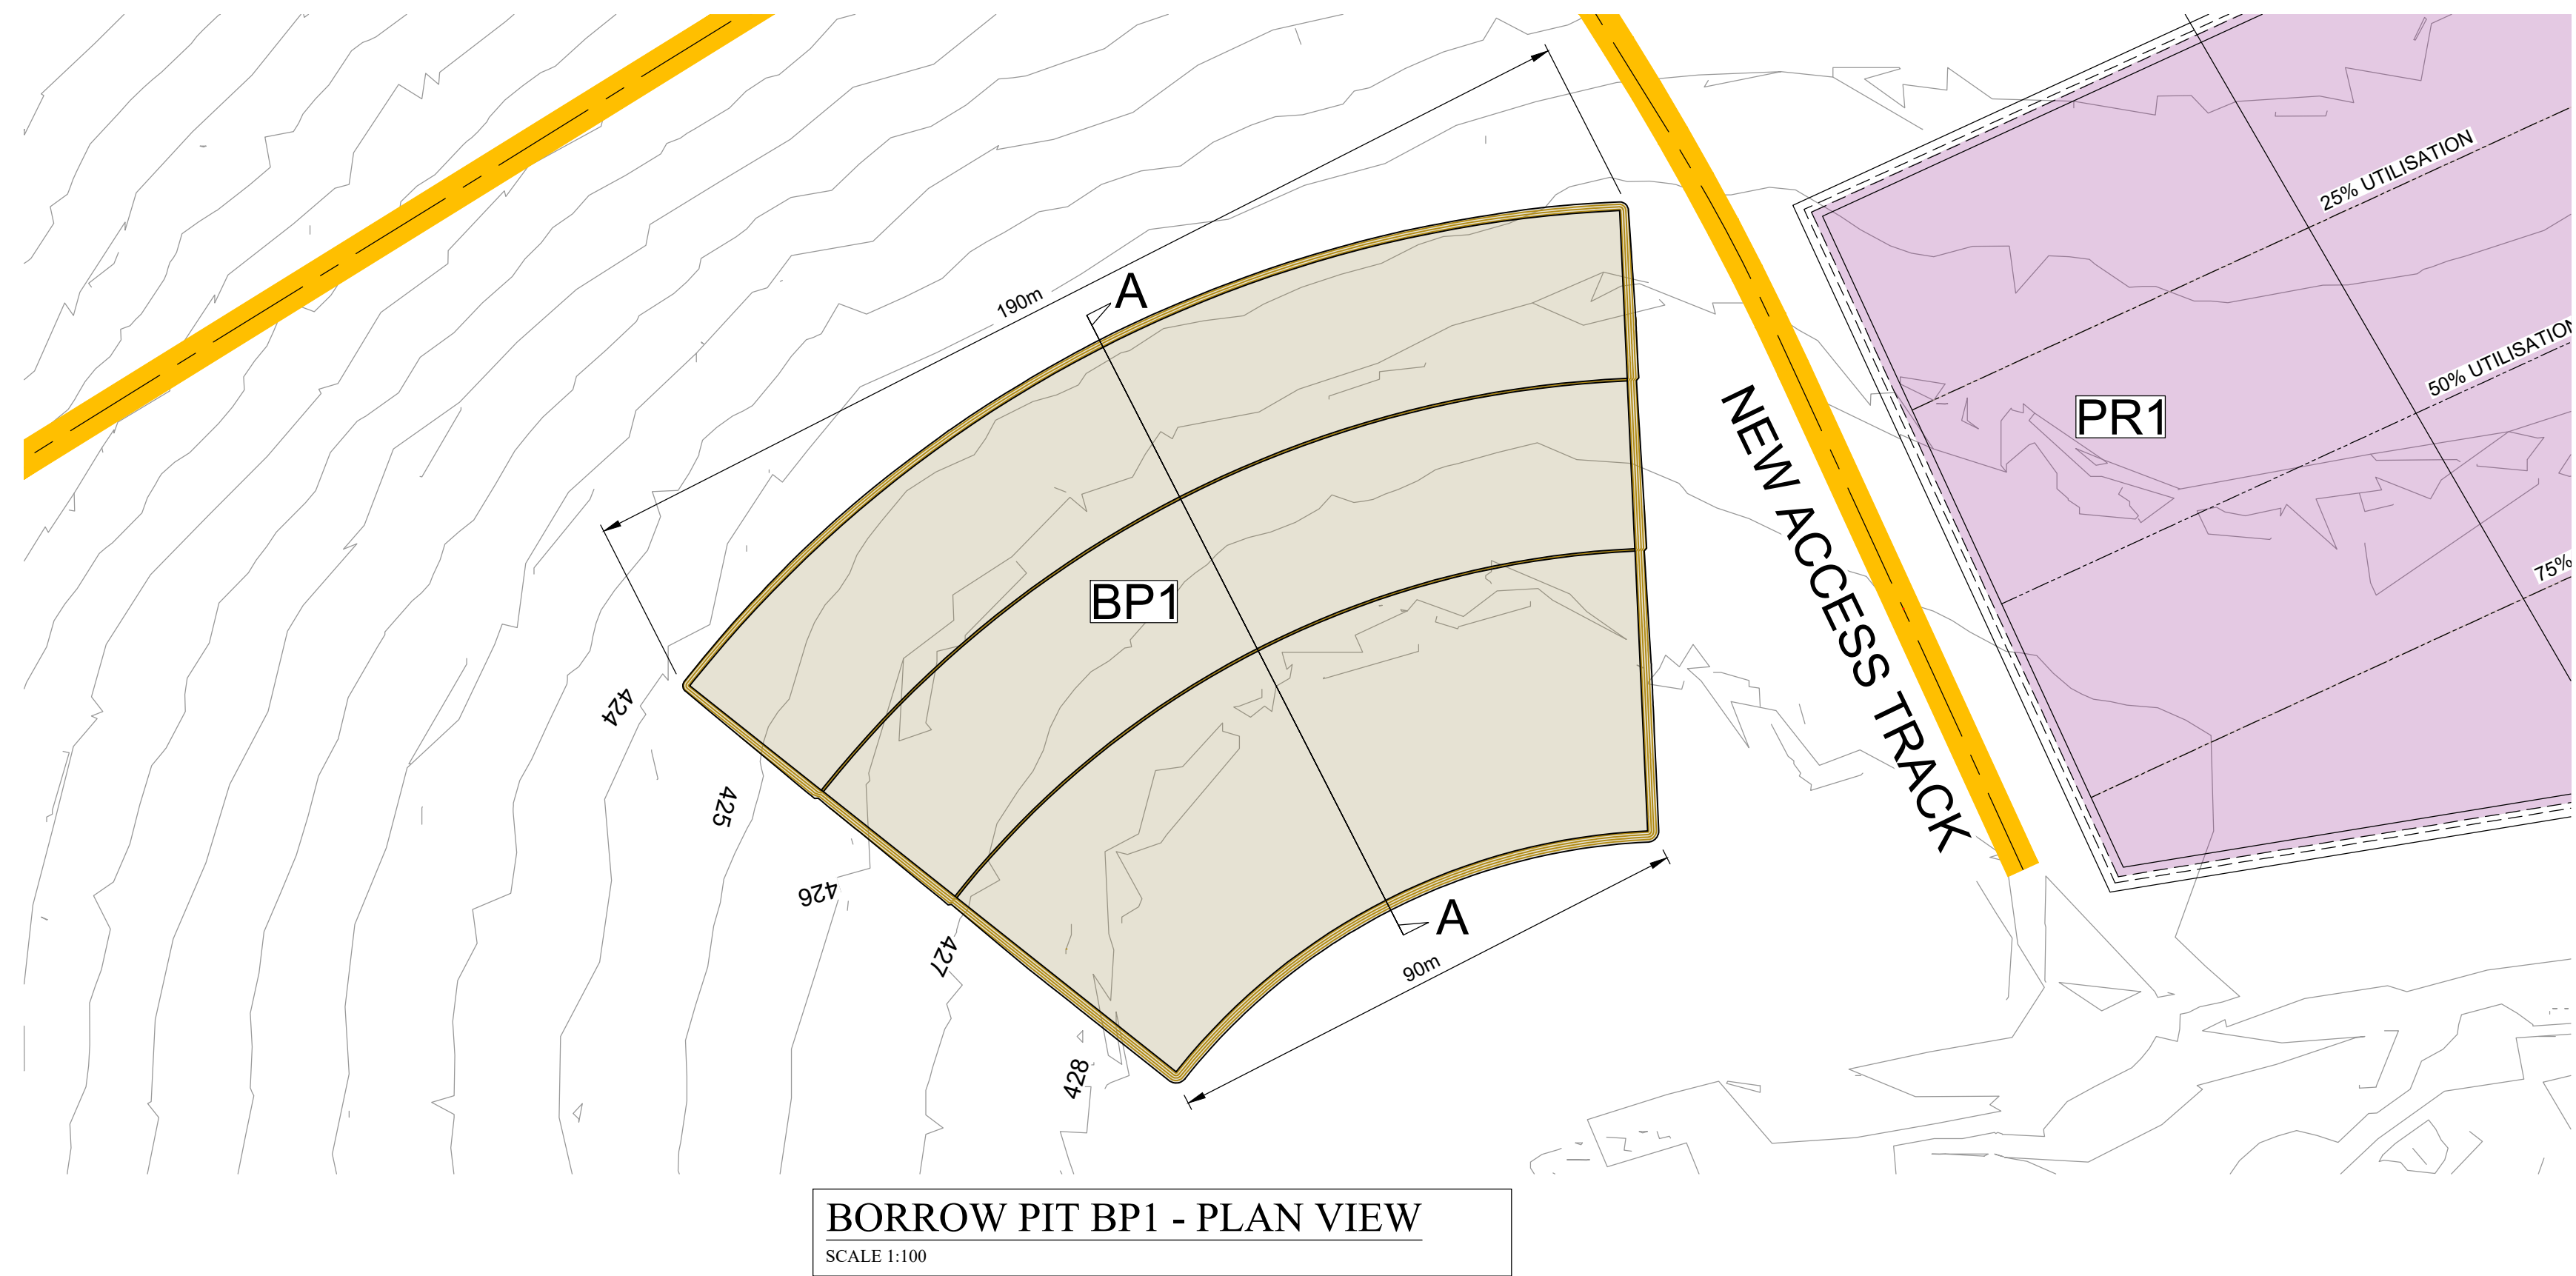 25% UTILISATION
190m
A
50% UTILISATION
NEW ACCESS TRACK
PR1
75%
BP1
424
425
426
A
427
90m
428
BORROW PIT BP1 - PLAN VIEW
SCALE 1:100